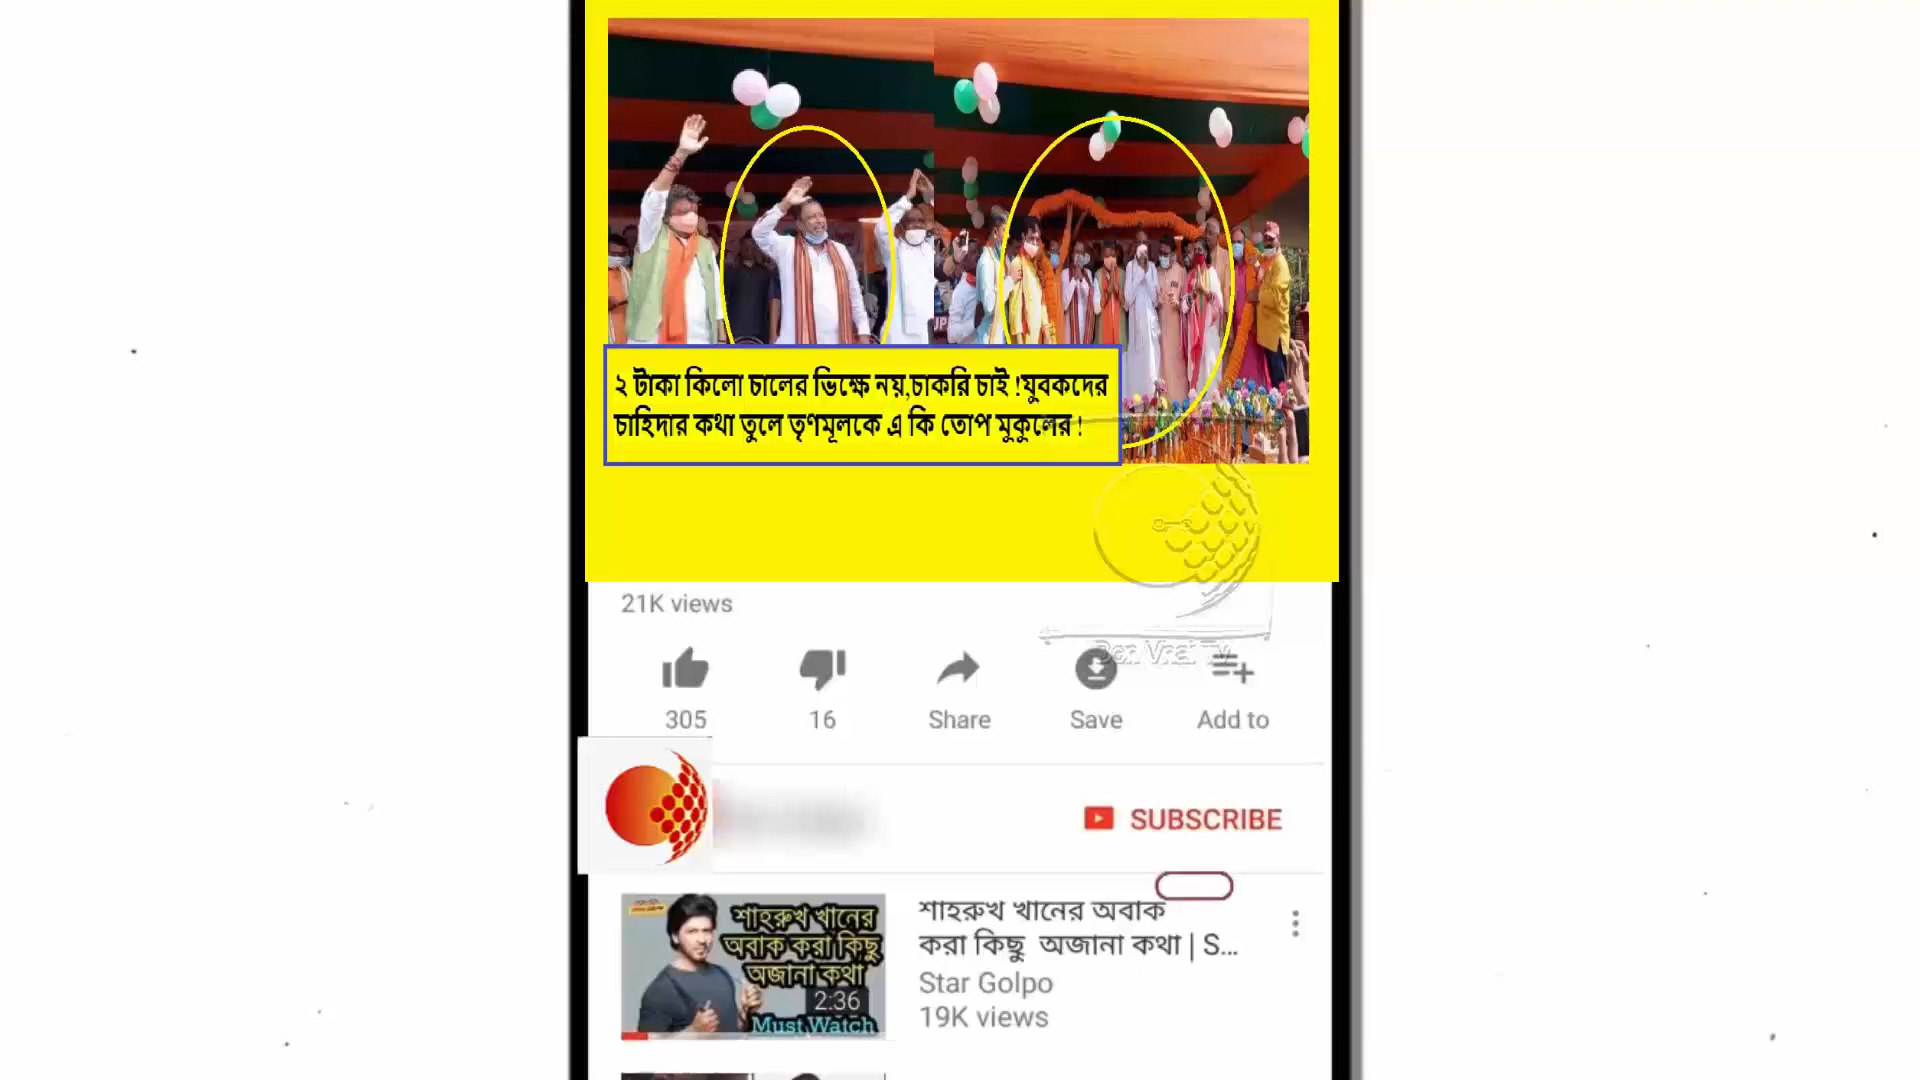 ২ টাকা কিলো চালের ভিক্ষে নয়,চাকরি চাই !যুবকদের
চাহিদার কথা তুলে তৃণমূলকে এ কি তোপ মুকুলের !
21K views
305
16
Share
Save
Add to
SUBSCRIBE
শাহরুখ খানের
অবাক করা কিছু
অজানা কথা
2:36
Must Watch
শাহরুখ খানের অবাক
করা কিছু অজানা কথা | S...
Star Golpo
19K views